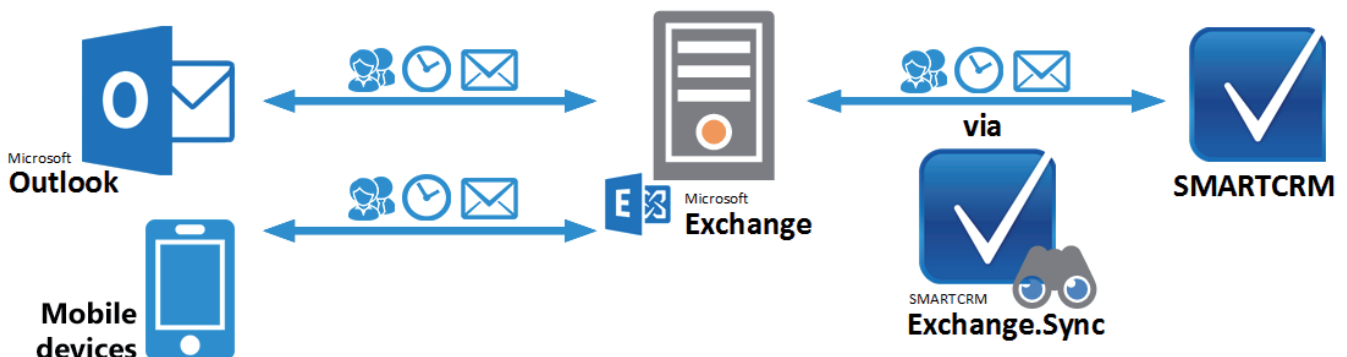 Microsoft
Outlook
Mobile
devices
Microsoft
Exchange
via
SMARTCRM
Exchange.Sync
SMARTCRM